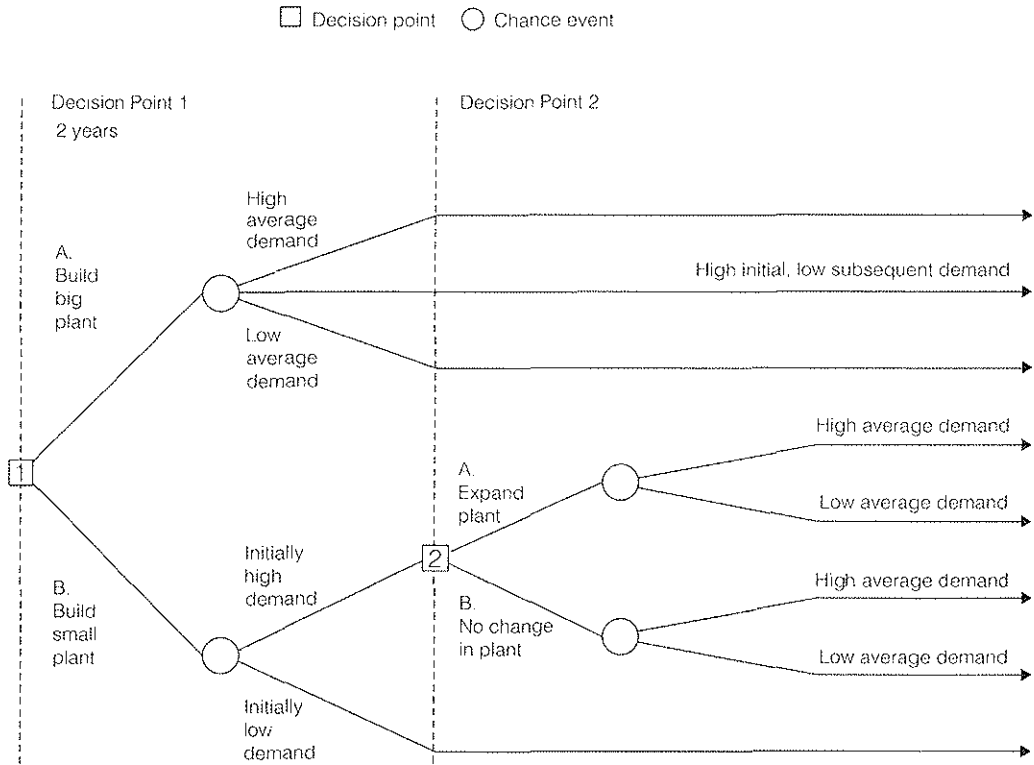 Decision point
Chance event
Decision Point 1
2 years
Decision Point 2
High
average
demand
A.
Build
big
plant
High initial, low subsequent demand
Low
average
demand
High average demand
1
A.
Expand
plant
Low average demand
2
Initially
high
demand
B.
Build
small
plant
High average demand
B.
No change
in plant
Low average demand
Initially
low
demand